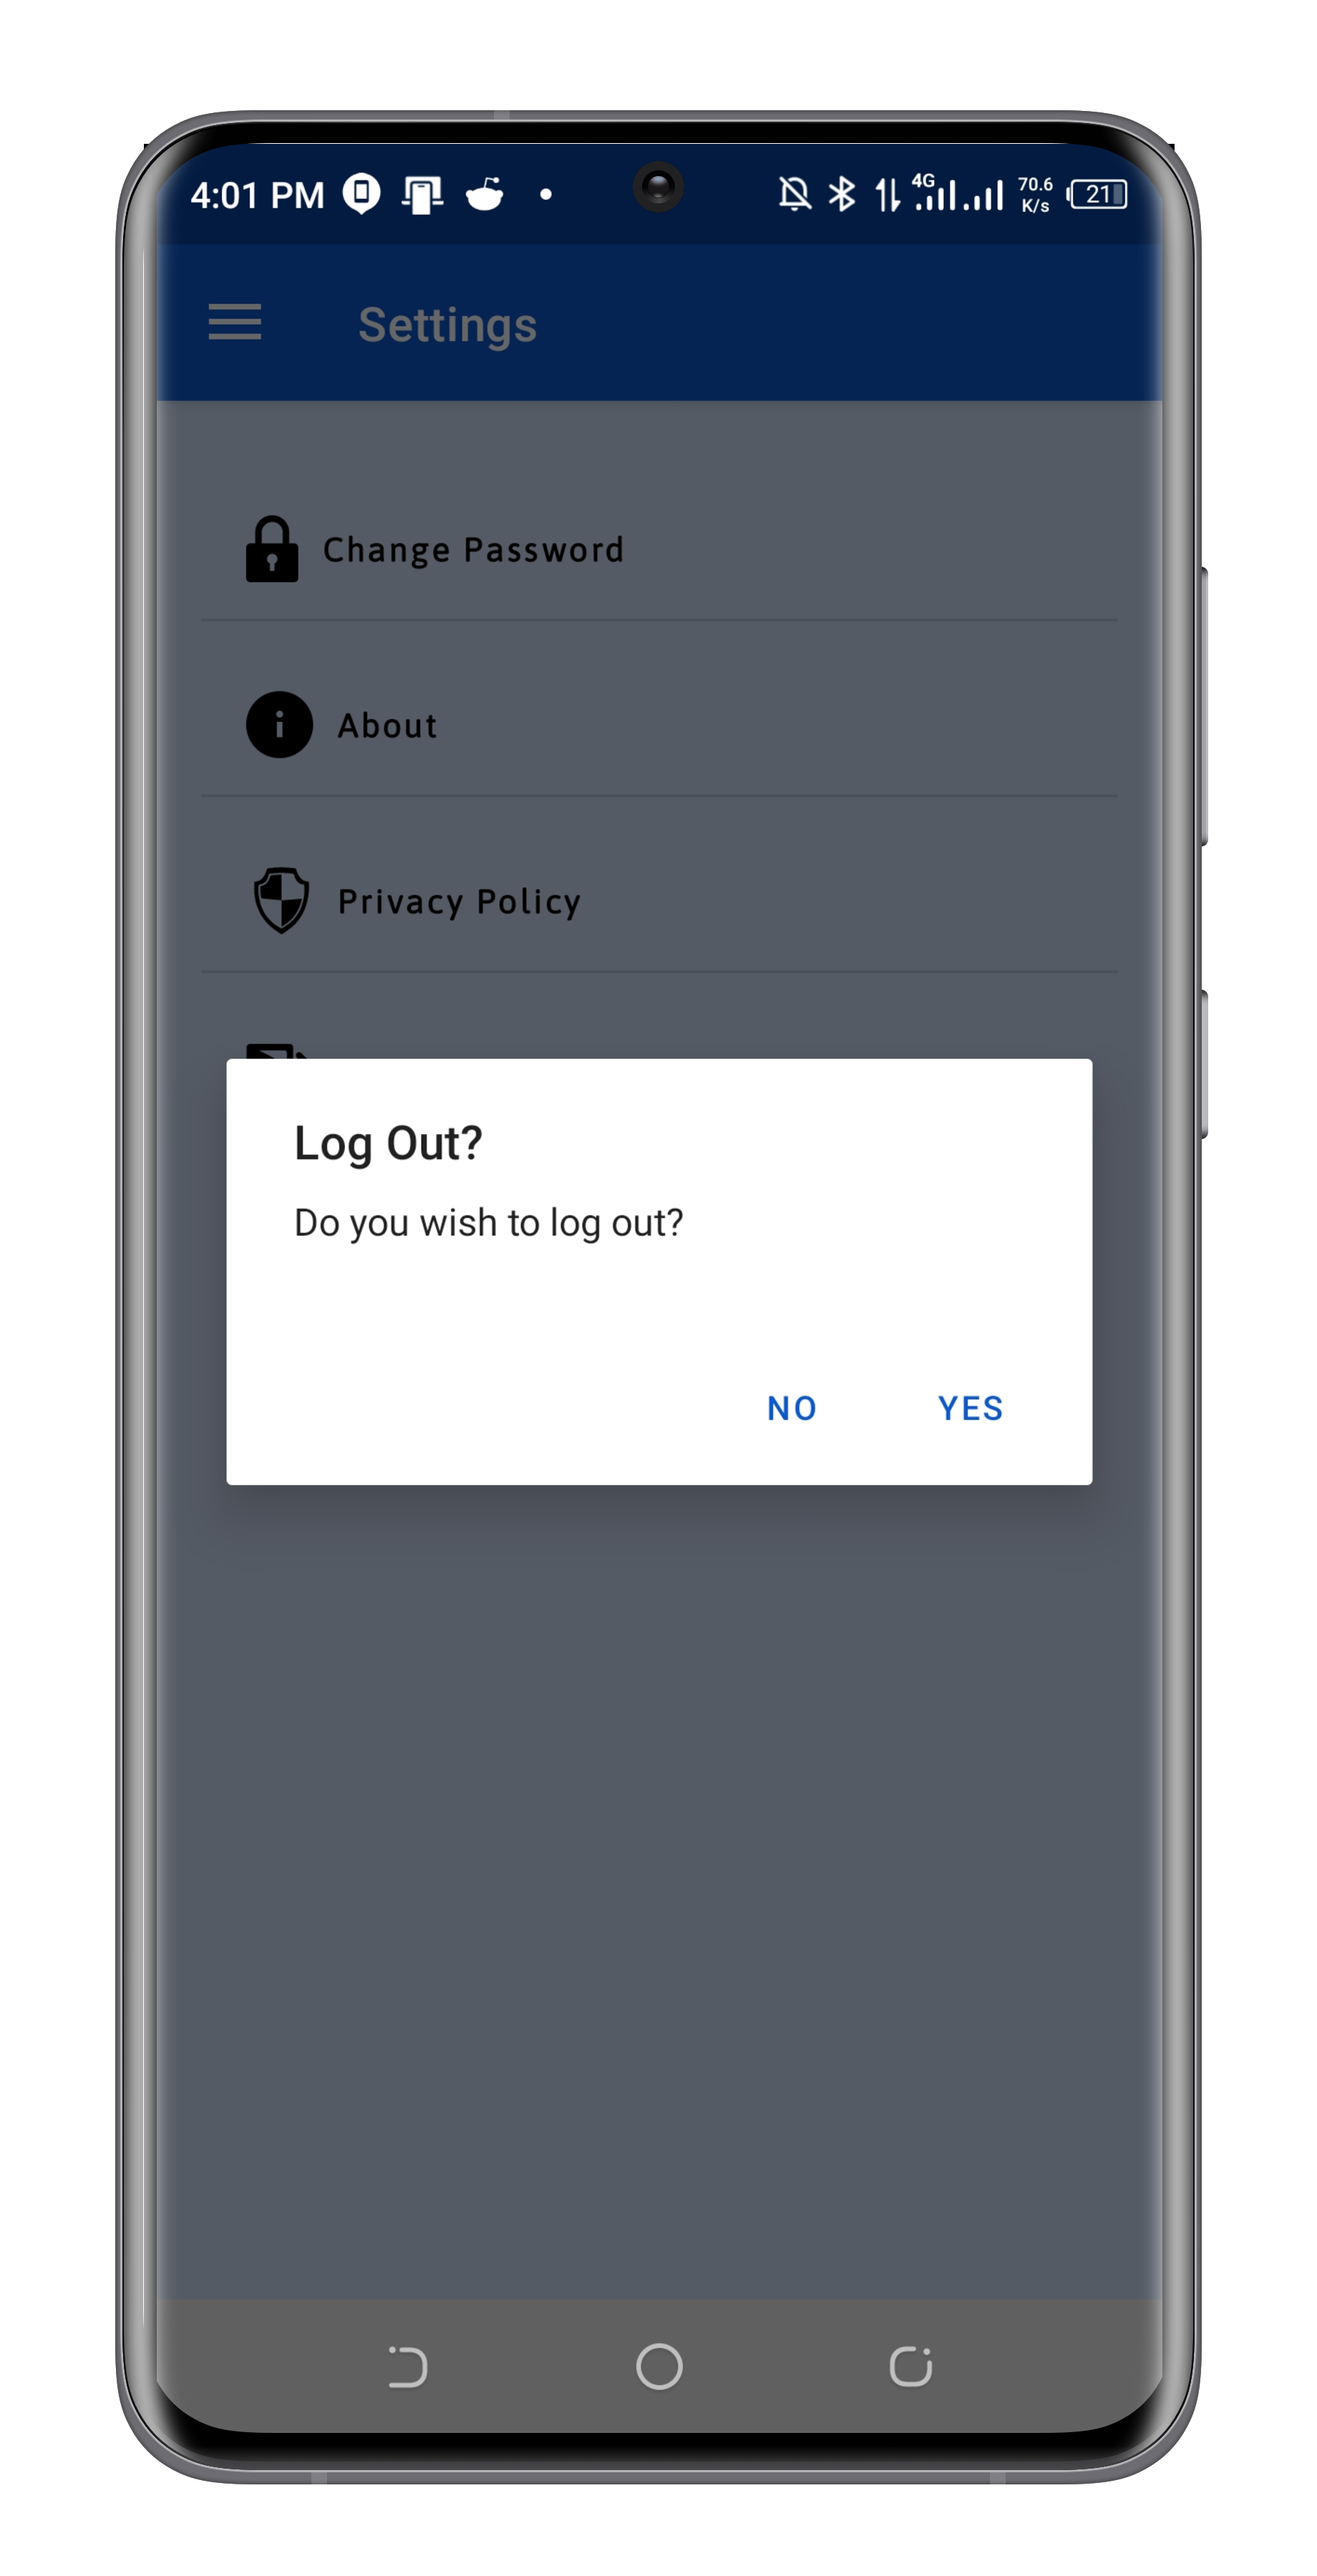 4:01 PM 4G 70.6 K/s 21
Settings
Change Password
About
Privacy Policy
Log Out?
Do you wish to log out?
NO YES